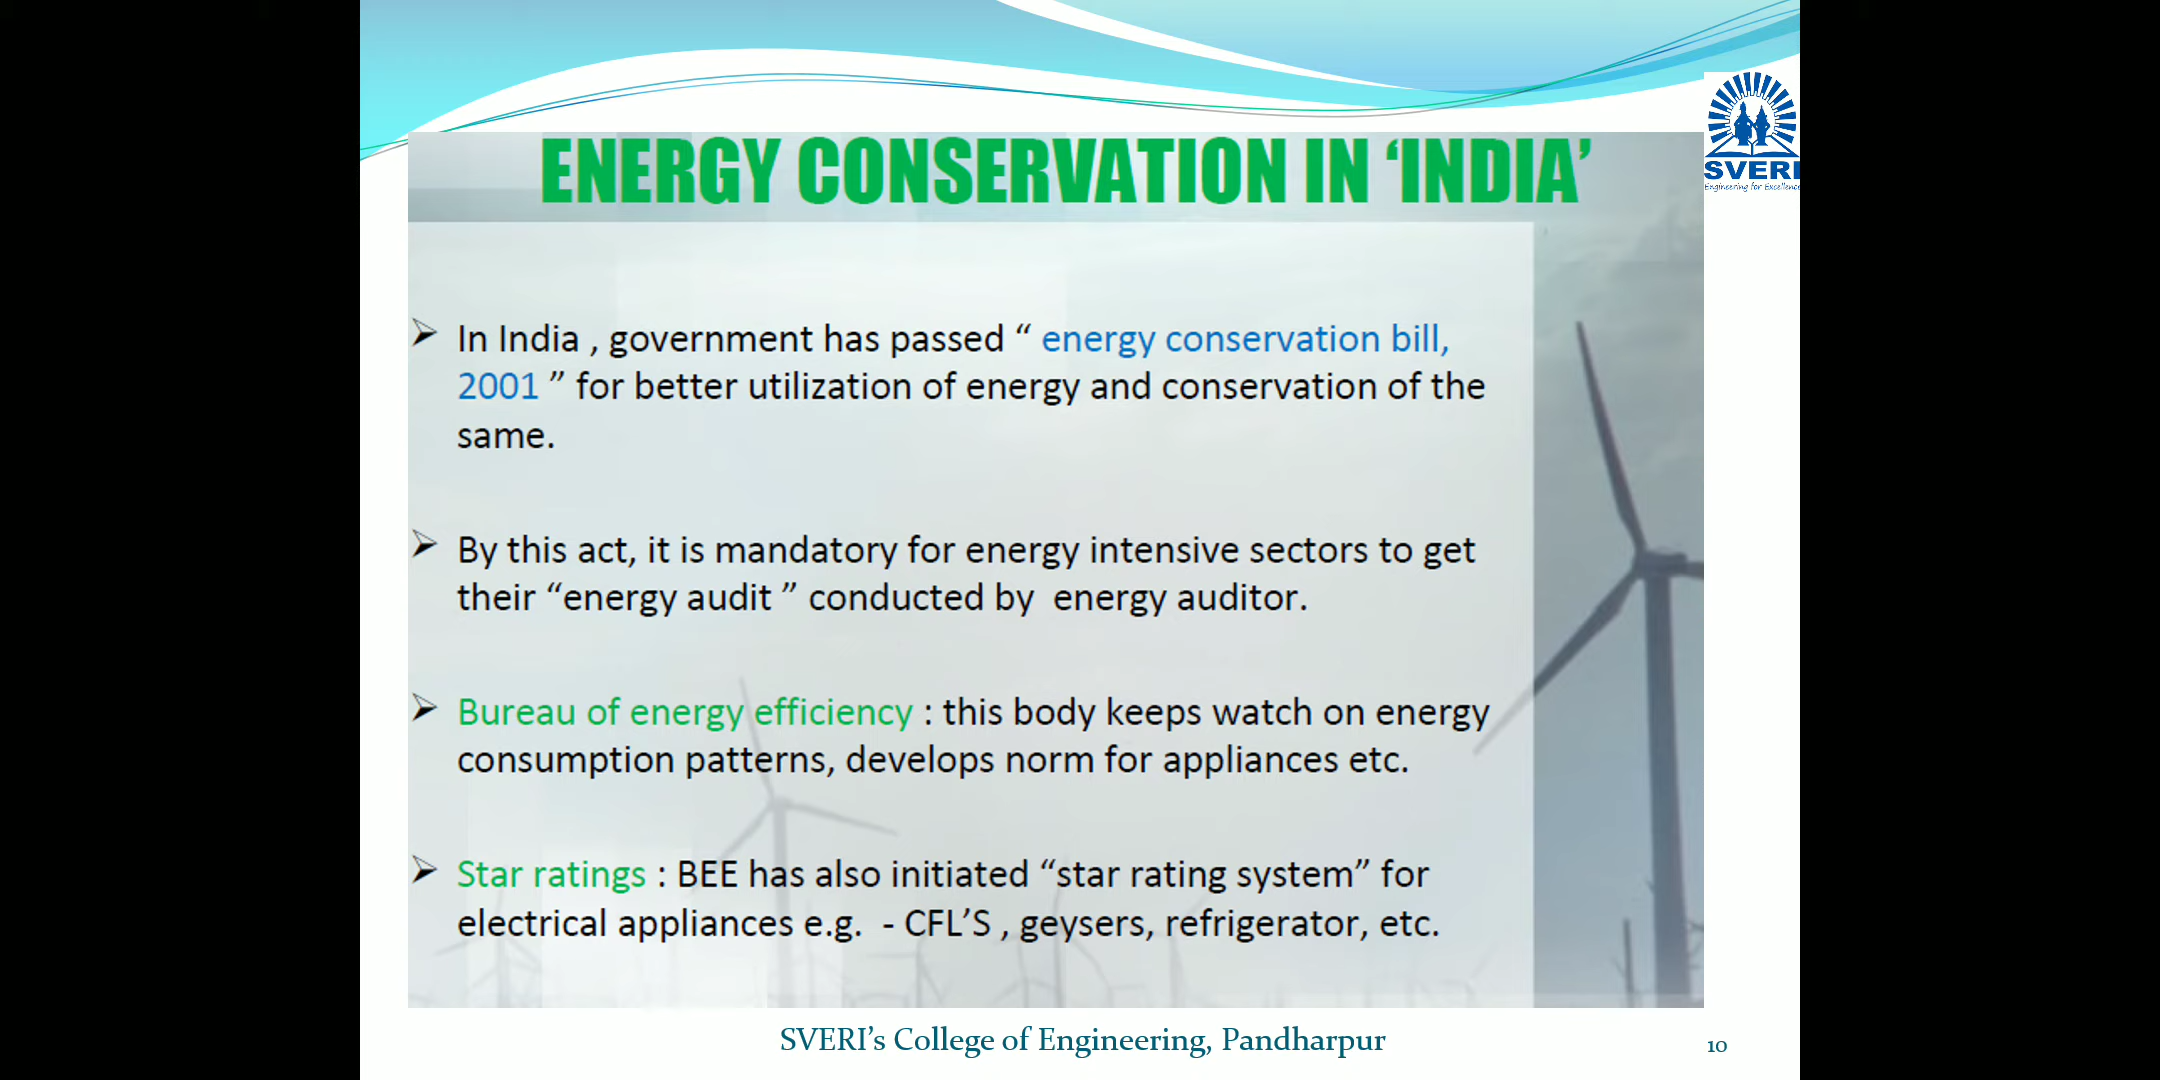 SVERI
Engineering for Excellence
ENERGY CONSERVATION IN ‘INDIA’
In India , government has passed “ energy conservation bill,
2001 ” for better utilization of energy and conservation of the
same.
By this act, it is mandatory for energy intensive sectors to get
their “energy audit ” conducted by energy auditor.
Bureau of energy efficiency : this body keeps watch on energy
consumption patterns, develops norm for appliances etc.
Star ratings : BEE has also initiated “star rating system” for
electrical appliances e.g. - CFL’S , geysers, refrigerator, etc.
SVERI’s College of Engineering, Pandharpur
10